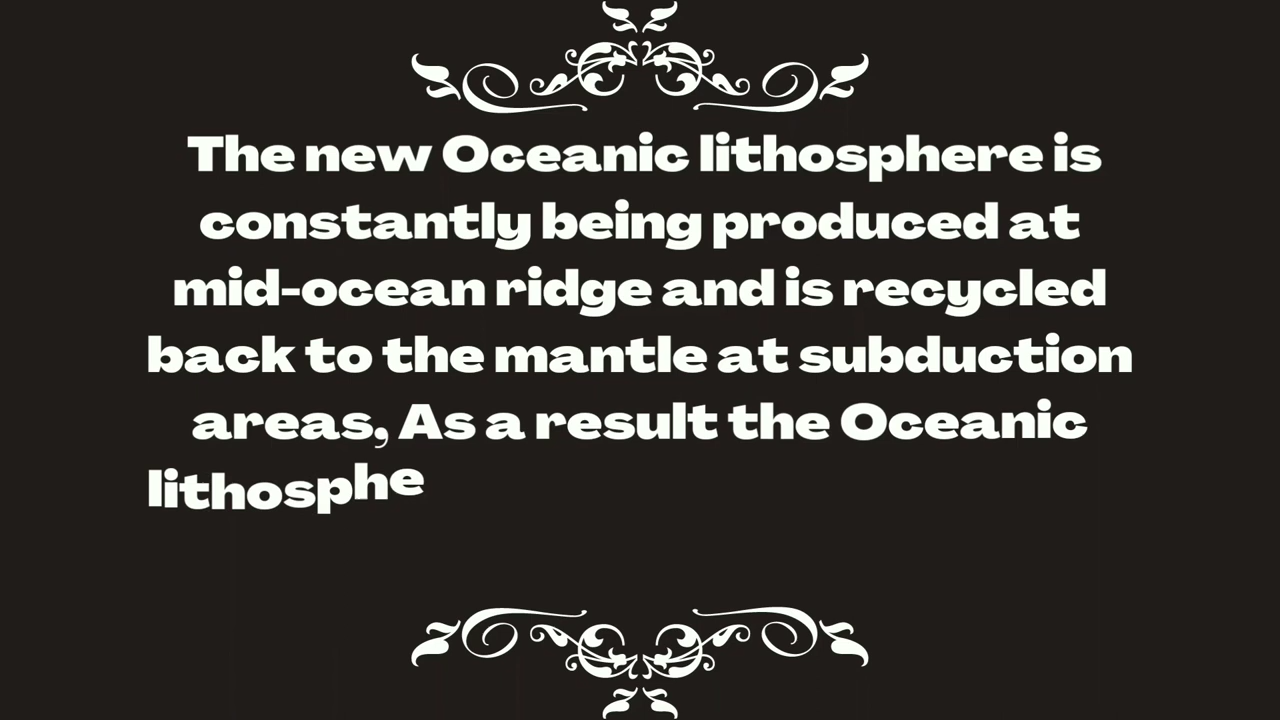 The new Oceanic lithosphere is
constantly being produced at
mid-ocean ridge and is recycled
back to the mantle at subduction
areas, As a result the Oceanic
lithosphe